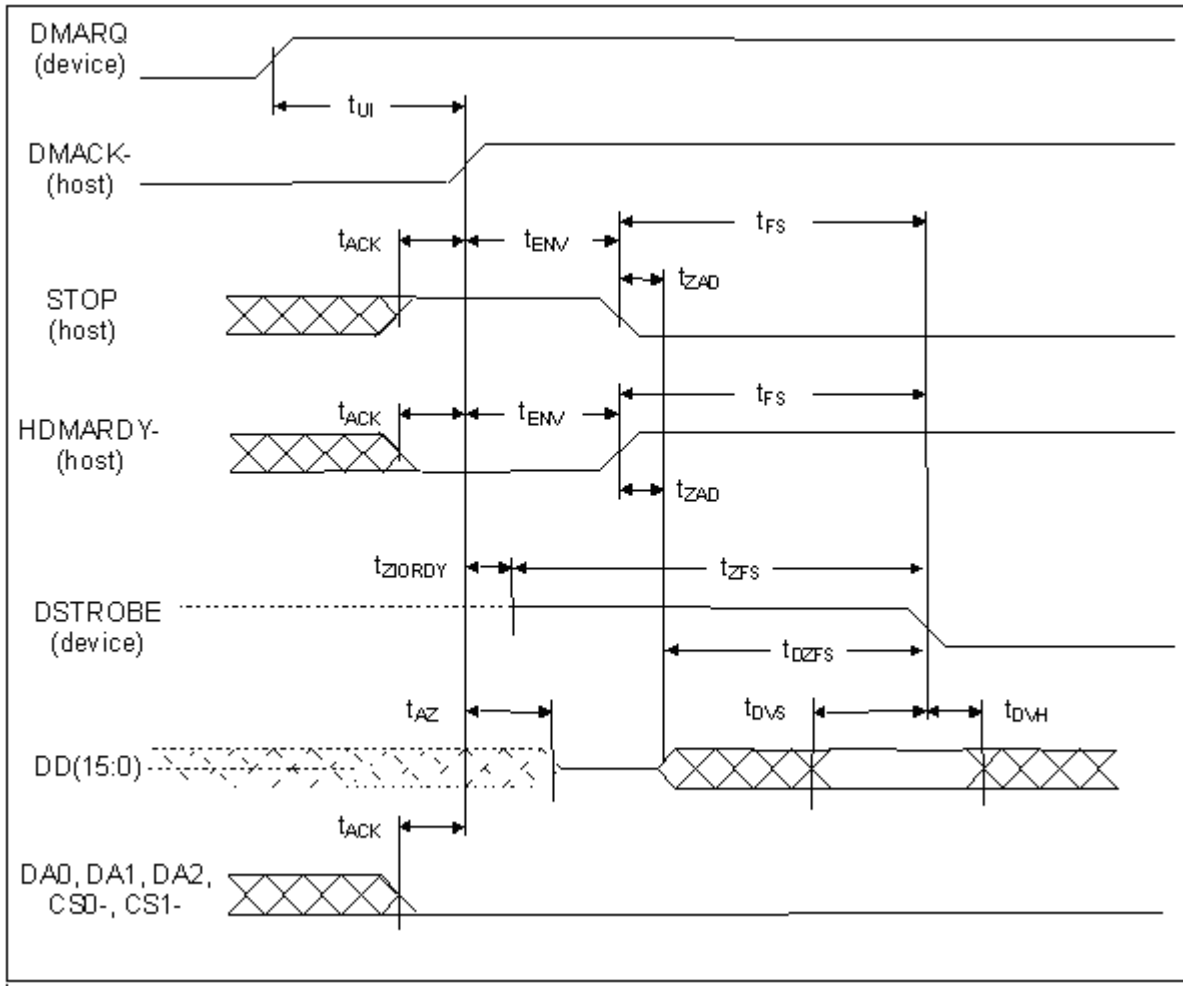 DMARQ
(device)
tUI
DMACK-
(host)
tFS
tACK
tENV
tZAD
STOP
(host)
tFS
tACK
tENV
HDMARDY-
(host)
tZAD
tZIORDY
tZFS
DSTROBE
(device)
tDZFS
tAZ
tDVS
tDVH
DD(15:0)
tACK
DA0, DA1, DA2,
CS0-, CS1-